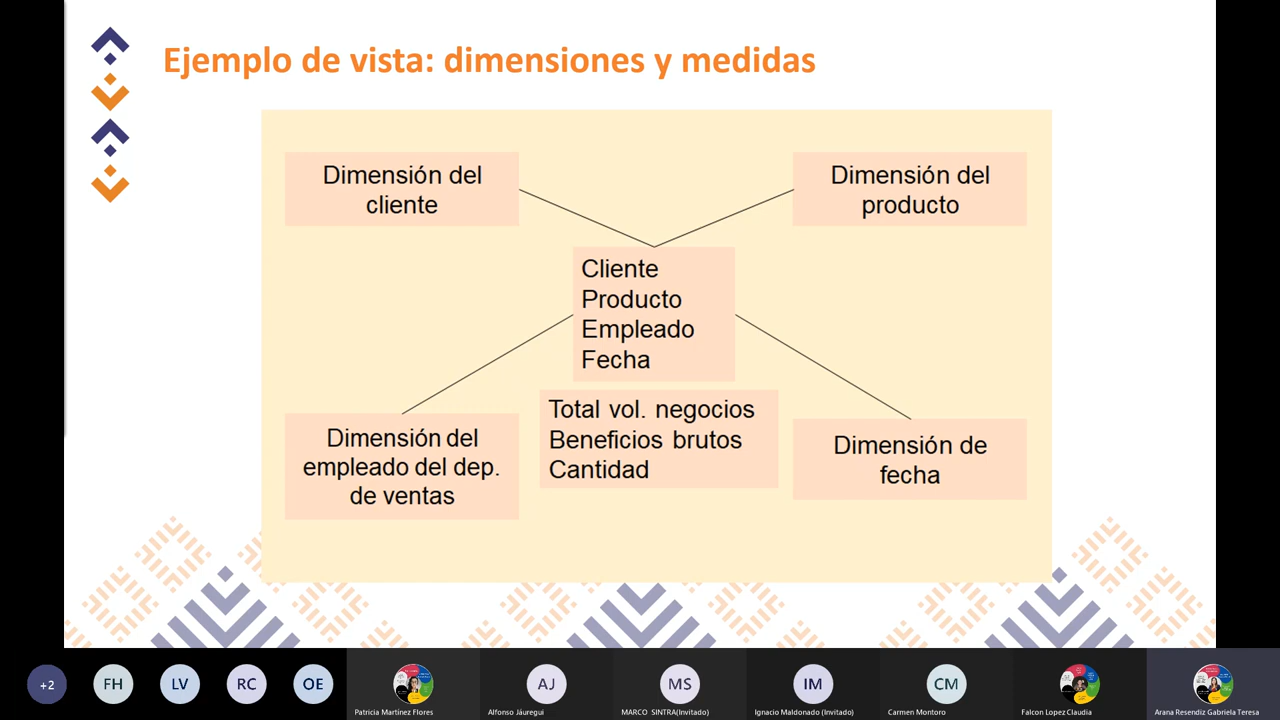 Ejemplo de vista: dimensiones y medidas
Dimensión del
cliente
Dimensión del
producto
Cliente
Producto
Empleado
Fecha
Total vol. negocios
Beneficios brutos
Cantidad
Dimensión del
empleado del dep.
de ventas
Dimensión de
fecha
+2
FH
LV
RC
OE
AJ
MS
IM
CM
Patricia Martínez Flores
Alfonso Jáuregui
MARCO SINTRA(Invitado)
Ignacio Maldonado (Invitado)
Carmen Montoro
Falcon Lopez Claudia
Arana Resendiz Gabriela Teresa